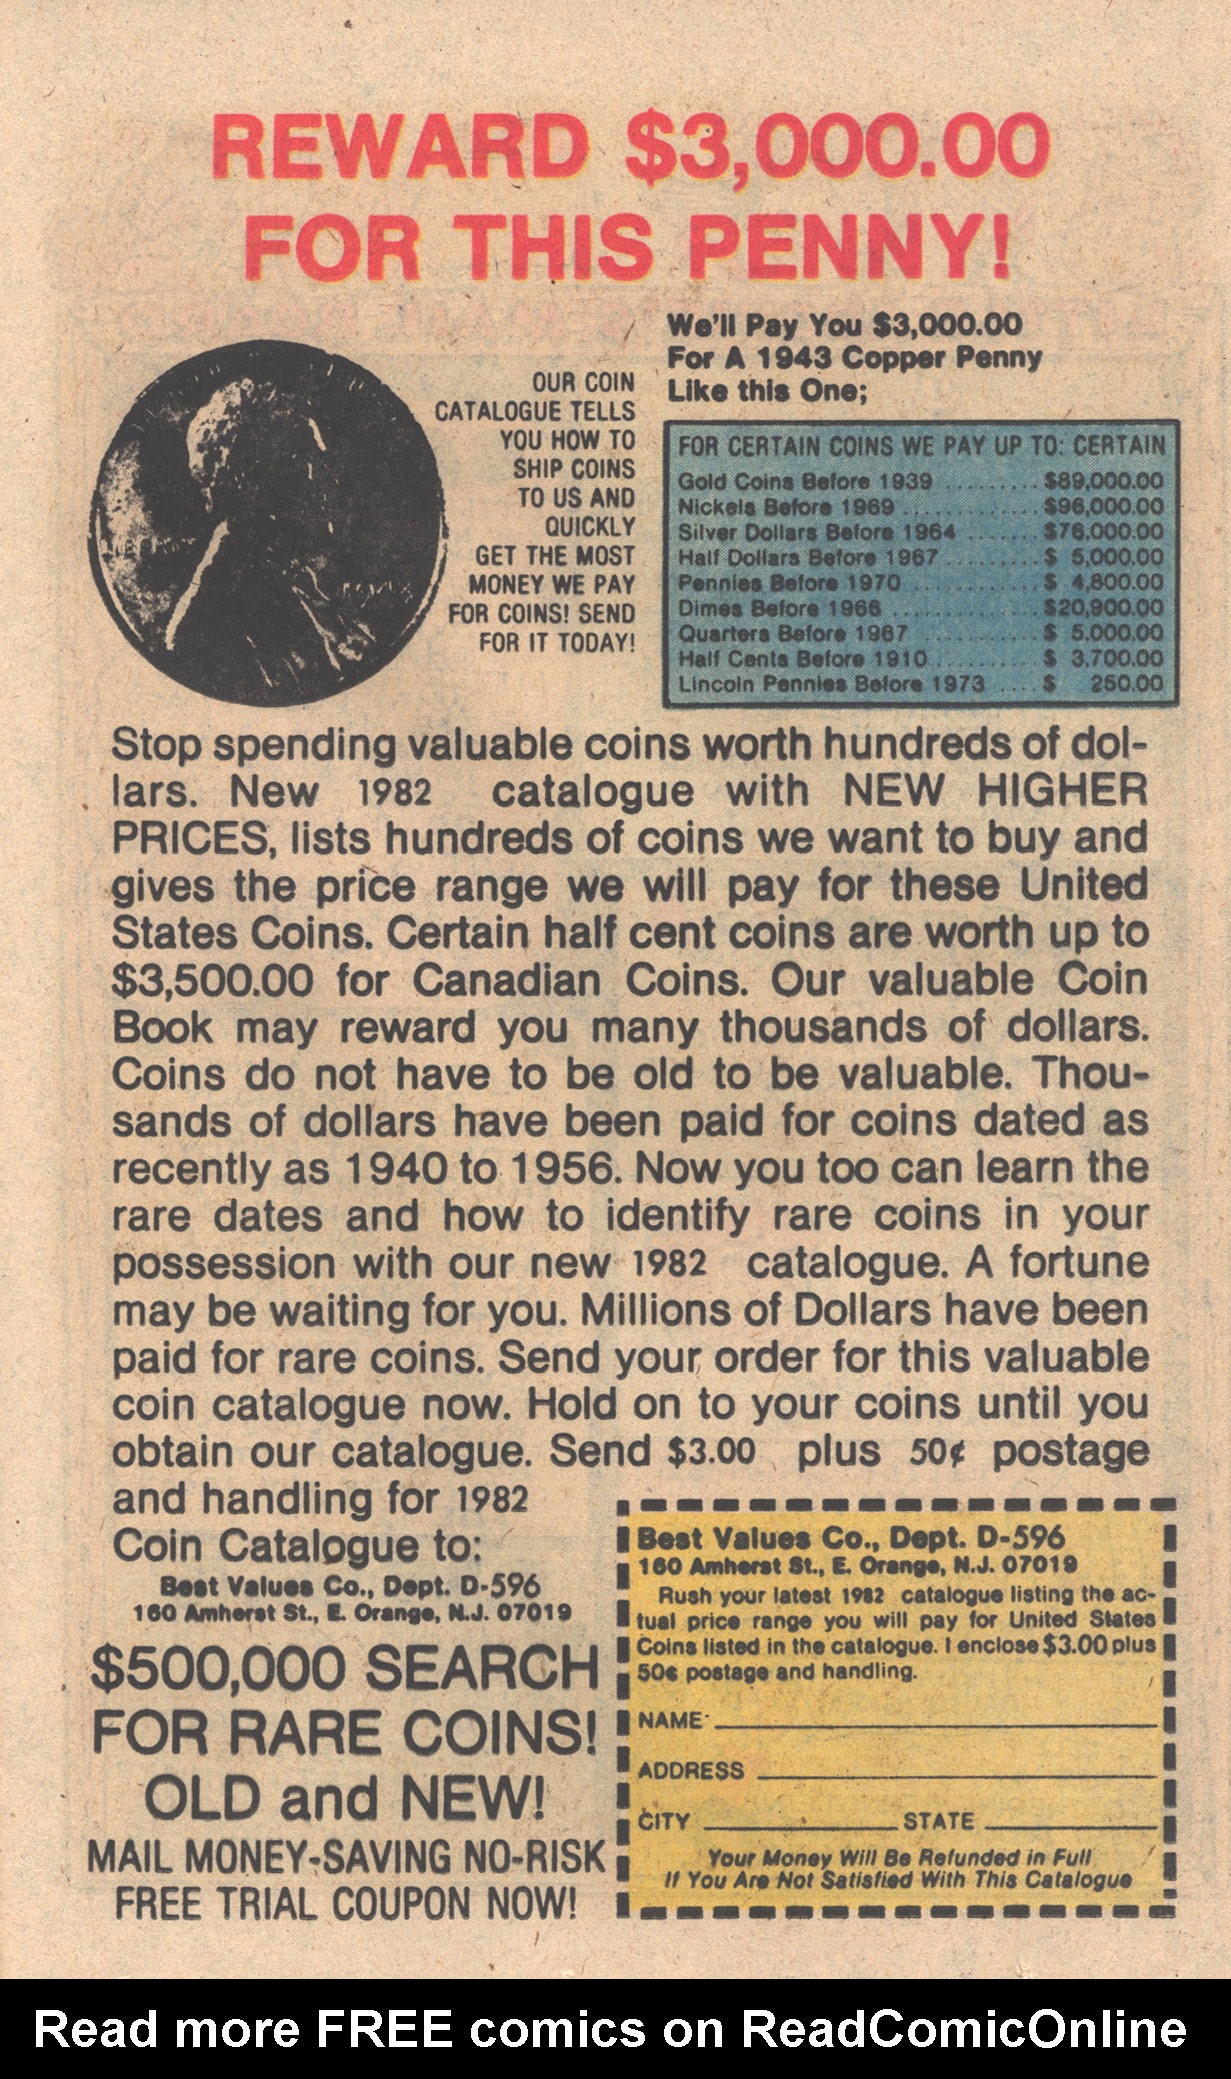 REWARD $3,000.00
FOR THIS PENNY!
We'll Pay You $3,000.00
For A 1943 Copper Penny
Like this One;
OUR COIN
CATALOGUE TELLS
YOU HOW TO
SHIP COINS
TO US AND
QUICKLY
GET THE MOST
MONEY WE PAY
FOR COINS! SEND
FOR IT TODAY!
FOR CERTAIN COINS WE PAY UP TO: CERTAIN
Gold Coins Before 1939 .......... $89,000.00
Nickels Before 1969 ............. $96,000.00
Silver Dollars Before 1964 ....... $76,000.00
Half Dollars Before 1967 ........ $ 5,000.00
Pennies Before 1970 ............ $ 4,800.00
Dimes Before 1966 .............. $20,900.00
Quarters Before 1967 ........... $ 5,000.00
Half Cents Before 1910 .......... $ 3,700.00
Lincoln Pennies Before 1973 .... $ 250.00
Stop spending valuable coins worth hundreds of dol-
lars. New 1982 catalogue with NEW HIGHER
PRICES, lists hundreds of coins we want to buy and
gives the price range we will pay for these United
States Coins. Certain half cent coins are worth up to
$3,500.00 for Canadian Coins. Our valuable Coin
Book may reward you many thousands of dollars.
Coins do not have to be old to be valuable. Thou-
sands of dollars have been paid for coins dated as
recently as 1940 to 1956. Now you too can learn the
rare dates and how to identify rare coins in your
possession with our new 1982 catalogue. A fortune
may be waiting for you. Millions of Dollars have been
paid for rare coins. Send your order for this valuable
coin catalogue now. Hold on to your coins until you
obtain our catalogue. Send $3.00 plus 50¢ postage
and handling for 1982
Coin Catalogue to:
Best Values Co., Dept. D-596
160 Amherst St., E. Orange, N.J. 07019
$500,000 SEARCH
FOR RARE COINS!
OLD and NEW!
MAIL MONEY-SAVING NO-RISK
FREE TRIAL COUPON NOW!
Best Values Co., Dept. D-596
160 Amherst St., E. Orange, N.J. 07019
Rush your latest 1982 catalogue listing the ac-
tual price range you will pay for United States
Coins listed in the catalogue. I enclose $3.00 plus
50¢ postage and handling.
NAME
ADDRESS
CITY STATE
Your Money Will Be Refunded in Full
If You Are Not Satisfied With This Catalogue
Read more FREE comics on ReadComicOnline